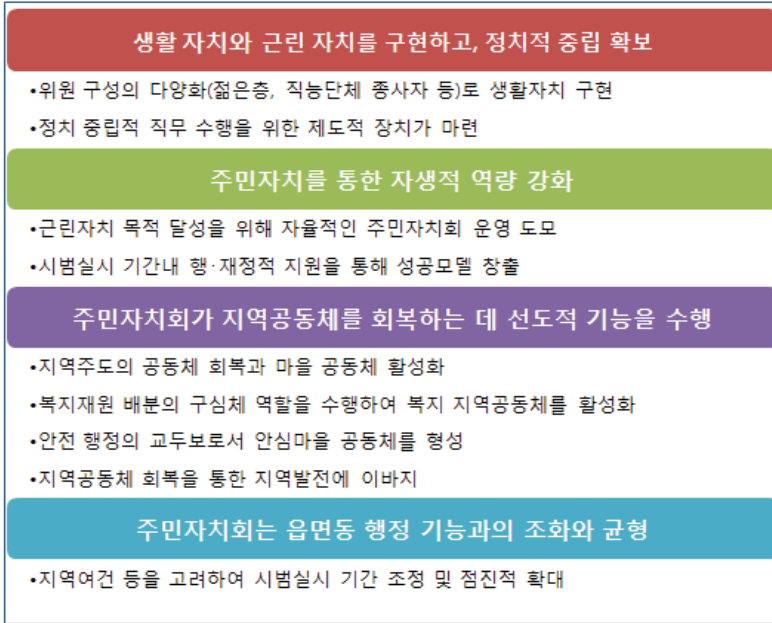 생활 자치와 근린 자치를 구현하고, 정치적 중립 확보
•위원 구성의 다양화(젊은층, 직능단체 종사자 등)로 생활자치 구현
•정치 중립적 직무 수행을 위한 제도적 장치가 마련
주민자치를 통한 자생적 역량 강화
•근린자치 목적 달성을 위해 자율적인 주민자치회 운영 도모
•시범실시 기간내 행·재정적 지원을 통해 성공모델 창출
주민자치회가 지역공동체를 회복하는 데 선도적 기능을 수행
•지역주도의 공동체 회복과 마을 공동체 활성화
•복지재원 배분의 구심체 역할을 수행하여 복지 지역공동체를 활성화
•안전 행정의 교두보로서 안심마을 공동체를 형성
•지역공동체 회복을 통한 지역발전에 이바지
주민자치회는 읍면동 행정 기능과의 조화와 균형
•지역여건 등을 고려하여 시범실시 기간 조정 및 점진적 확대